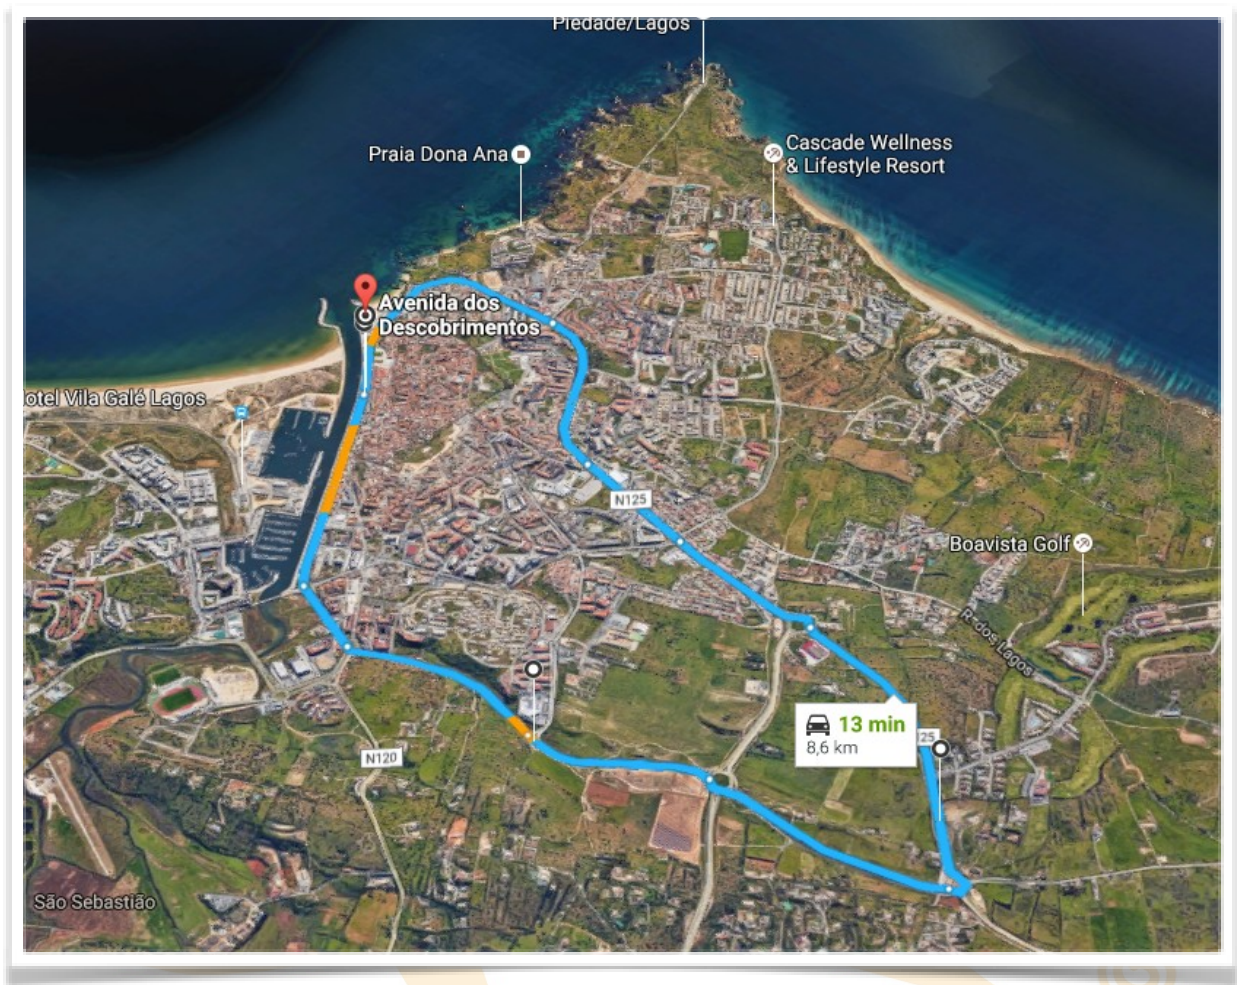 Piedade/Lagos
Praia Dona Ana
Cascade Wellness
& Lifestyle Resort
Avenida dos
Descobrimentos
otel Vila Galé Lagos
N125
Boavista Golf
R. dos Lagos
13 min
8,6 km
25
N120
São Sebastião